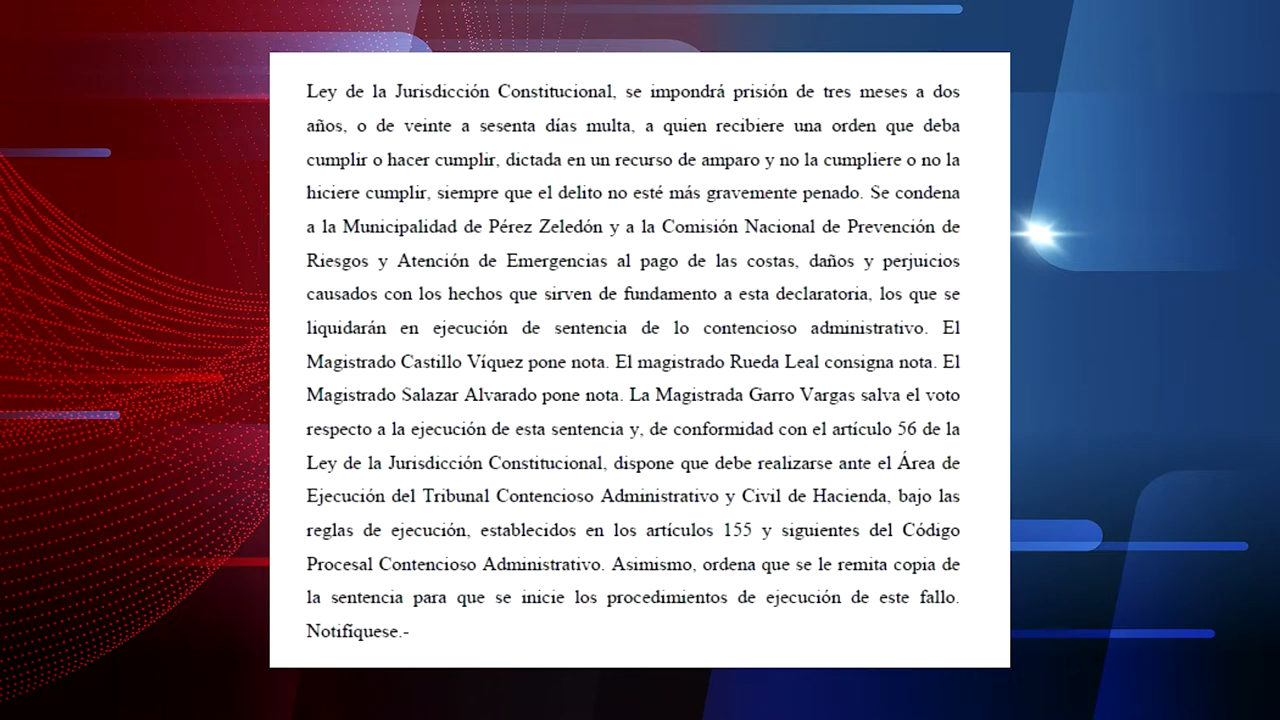 Ley de la Jurisdicción Constitucional, se impondrá prisión de tres meses a dos
años, o de veinte a sesenta días multa, a quien recibiere una orden que deba
cumplir o hacer cumplir, dictada en un recurso de amparo y no la cumpliere o no la
hiciere cumplir, siempre que el delito no esté más gravemente penado. Se condena
a la Municipalidad de Pérez Zeledón y a la Comisión Nacional de Prevención de
Riesgos y Atención de Emergencias al pago de las costas, daños y perjuicios
causados con los hechos que sirven de fundamento a esta declaratoria, los que se
liquidarán en ejecución de sentencia de lo contencioso administrativo. El
Magistrado Castillo Víquez pone nota. El magistrado Rueda Leal consigna nota. El
Magistrado Salazar Alvarado pone nota. La Magistrada Garro Vargas salva el voto
respecto a la ejecución de esta sentencia y, de conformidad con el artículo 56 de la
Ley de la Jurisdicción Constitucional, dispone que debe realizarse ante el Área de
Ejecución del Tribunal Contencioso Administrativo y Civil de Hacienda, bajo las
reglas de ejecución, establecidos en los artículos 155 y siguientes del Código
Procesal Contencioso Administrativo. Asimismo, ordena que se le remita copia de
la sentencia para que se inicie los procedimientos de ejecución de este fallo.
Notifíquese.-